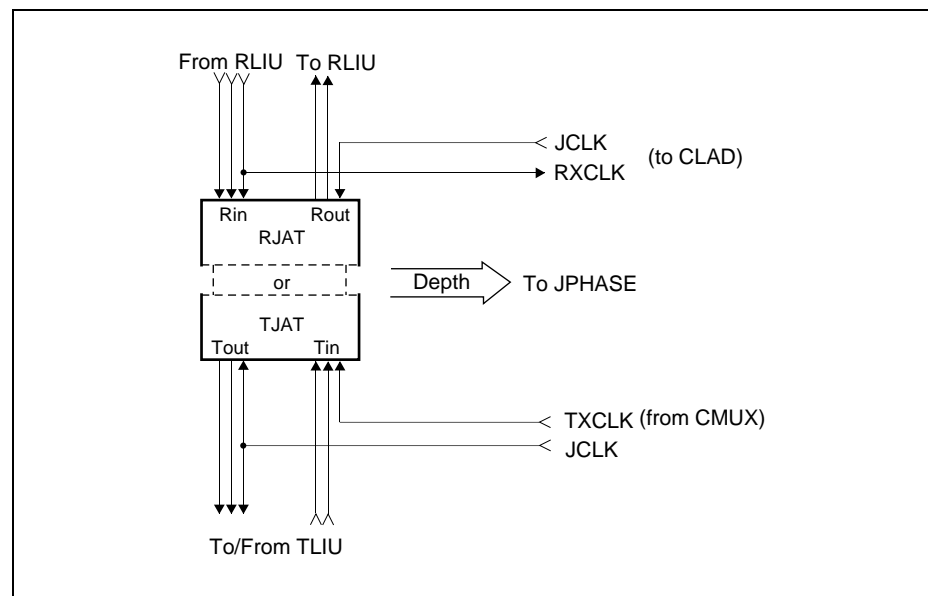 From RLIU To RLIU
JCLK
(to CLAD)
RXCLK
Rin Rout
RJAT
or
Depth
To JPHASE
TJAT
Tout Tin
TXCLK (from CMUX)
JCLK
To/From TLIU